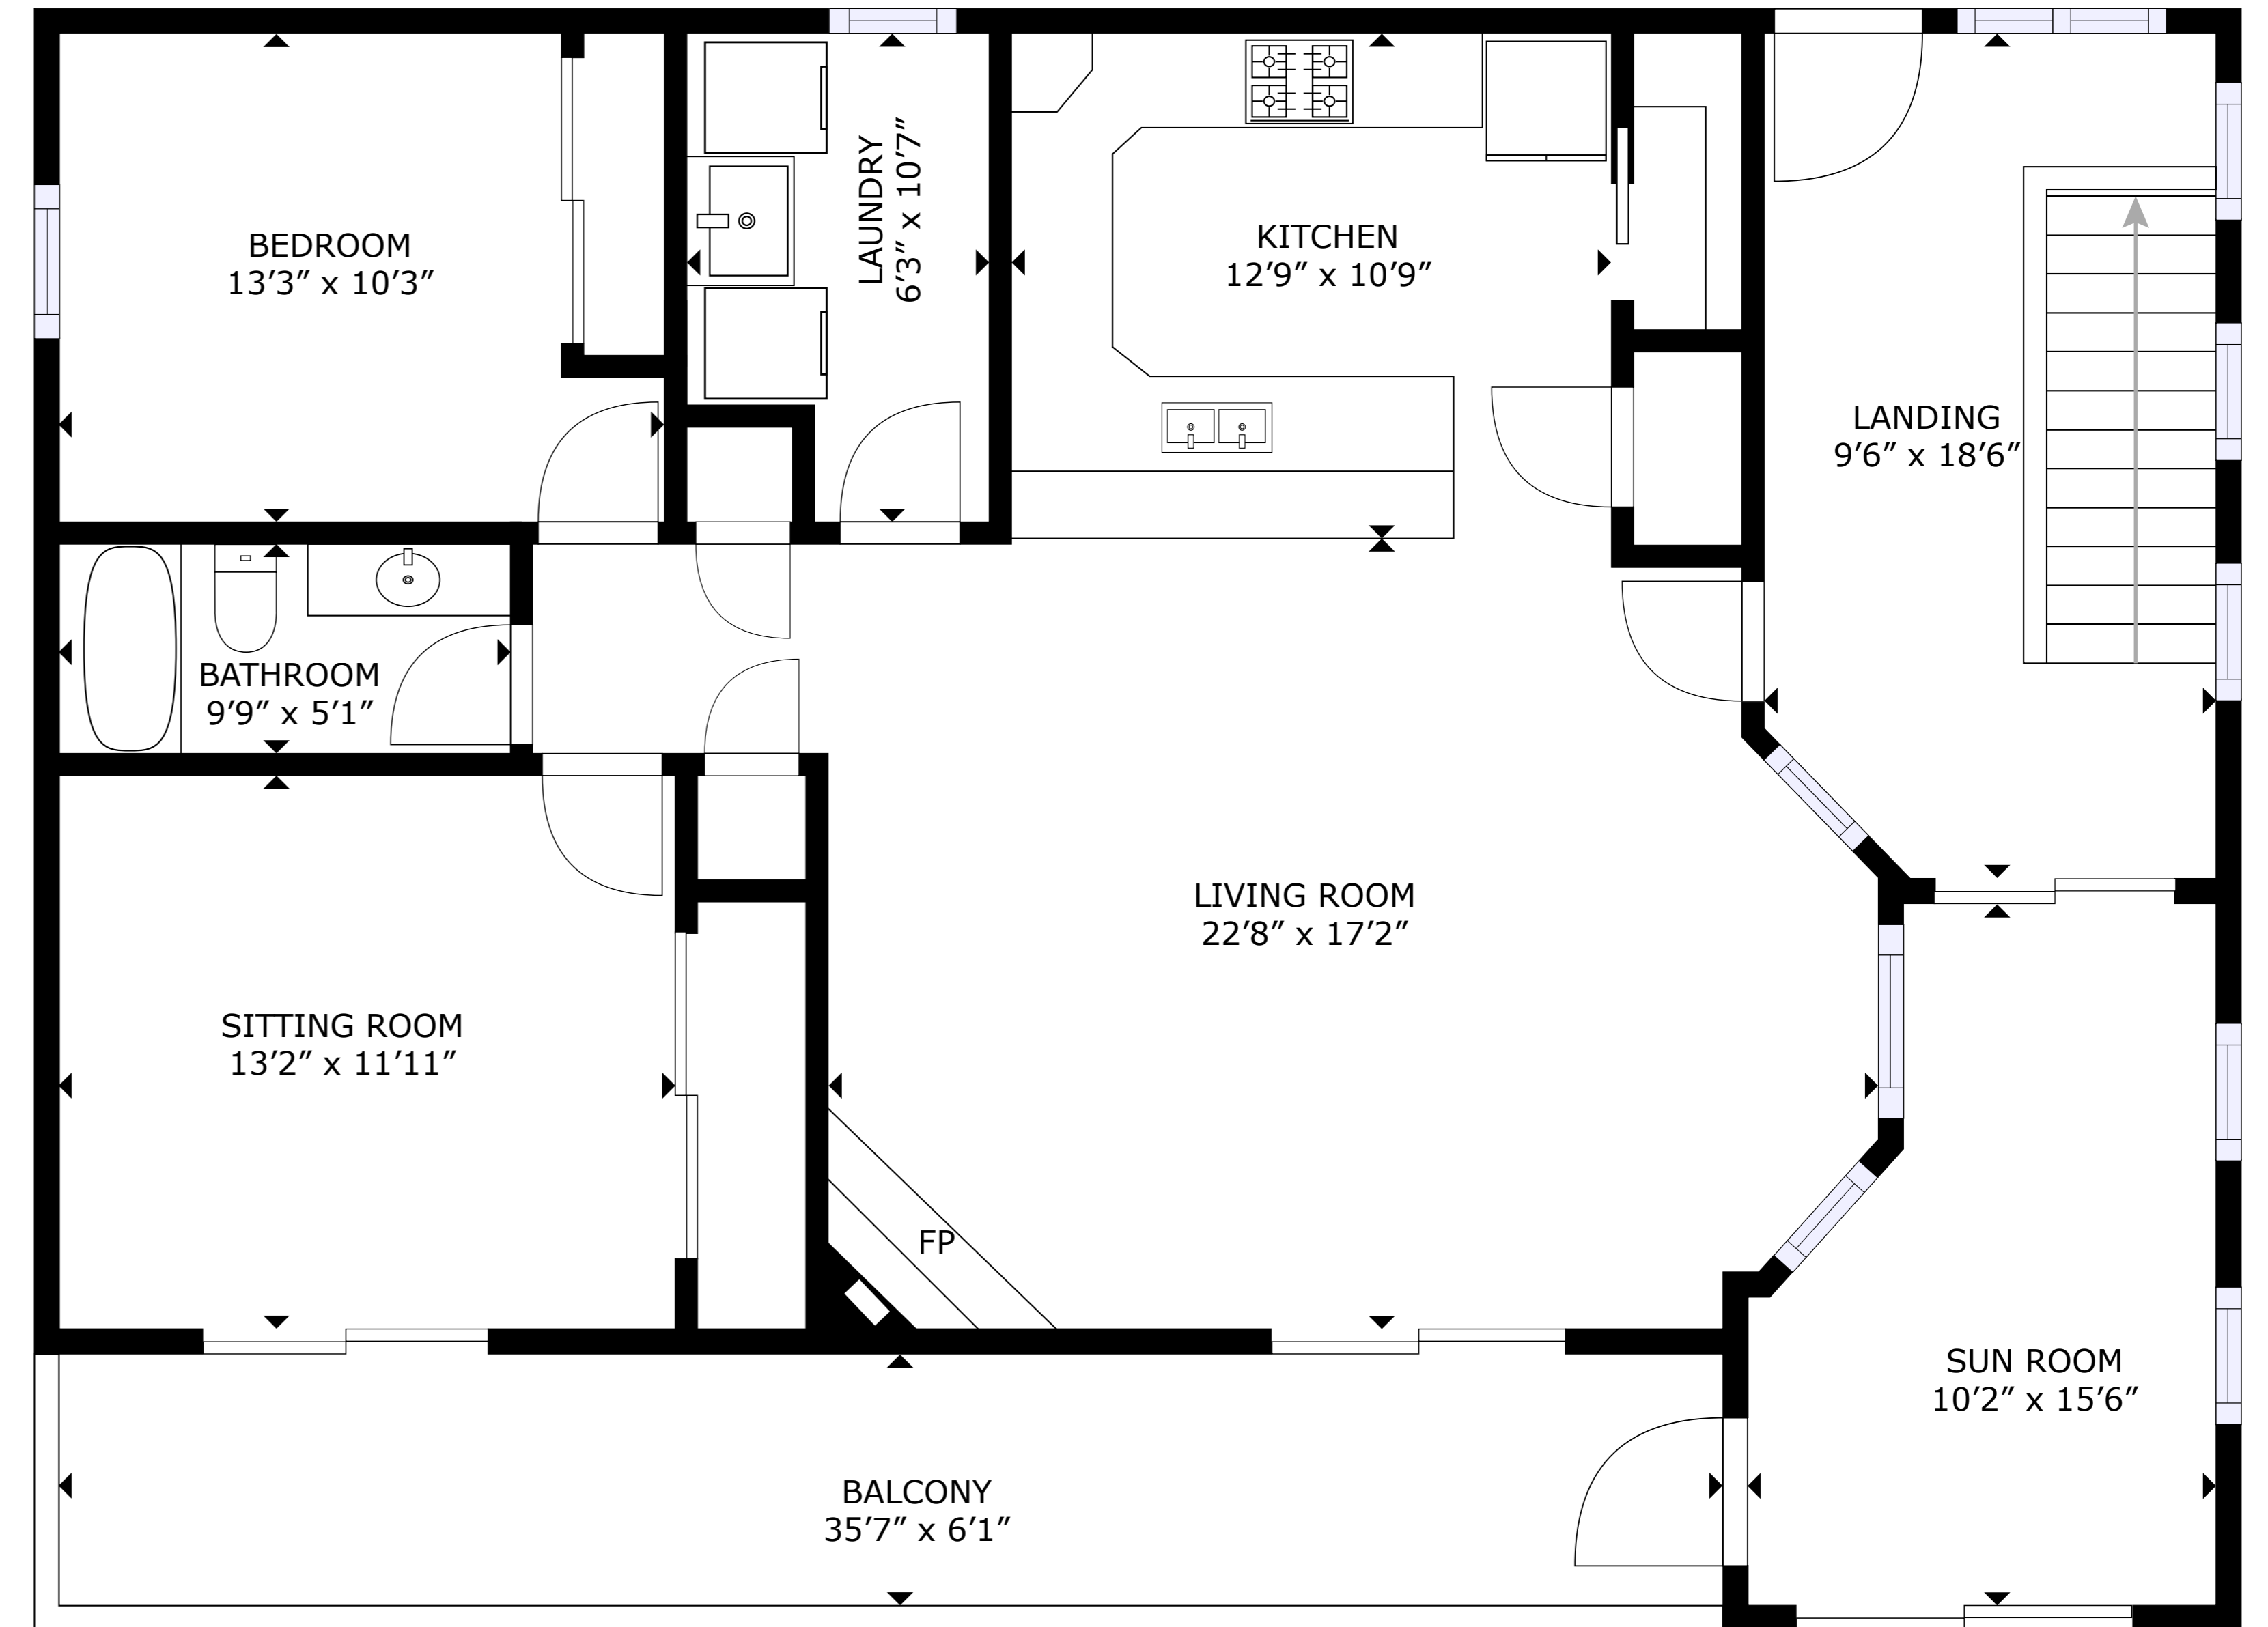 BEDROOM
13’3” x 10’3”
LAUNDRY
6’3” x 10’7”
KITCHEN
12’9” x 10’9”
LANDING
9’6” x 18’6”
BATHROOM
9’9” x 5’1”
LIVING ROOM
22’8” x 17’2”
SITTING ROOM
13’2” x 11’11”
FP
SUN ROOM
10’2” x 15’6”
BALCONY
35’7” x 6’1”